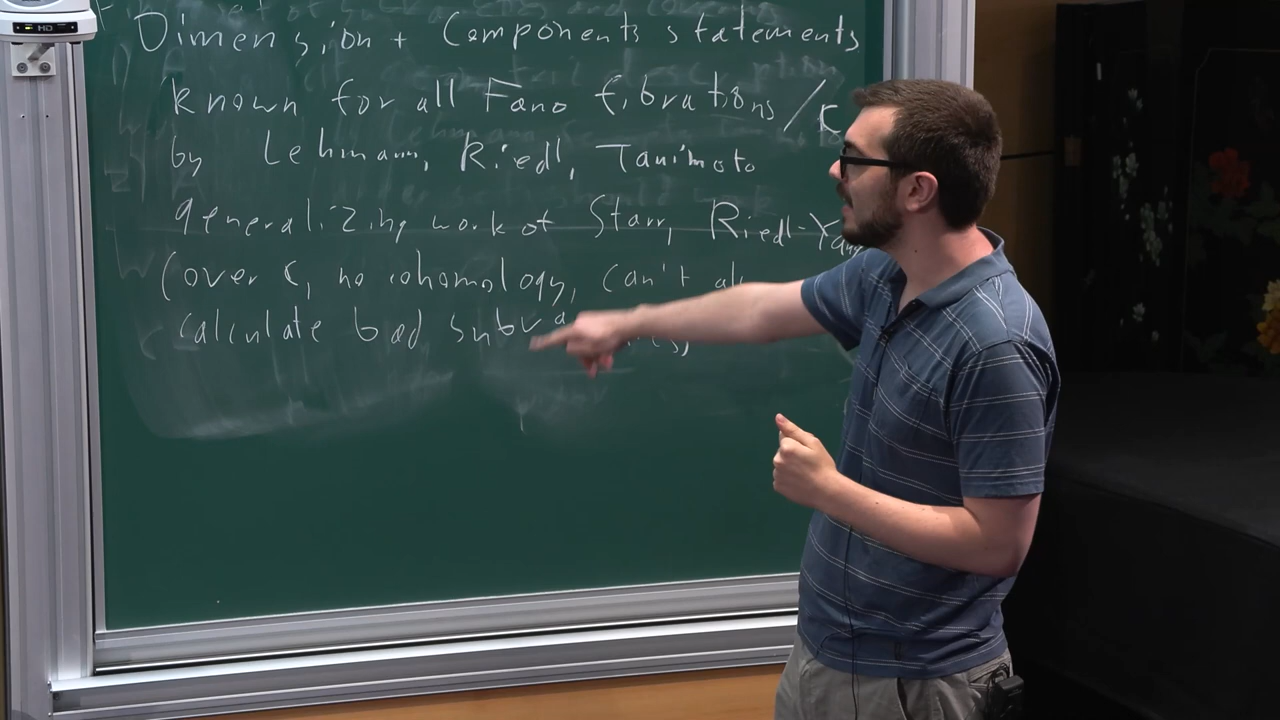 HD
Dimension + Components statements
known for all Fano fibrations / C
by Lehmann, Riedl, Tanimoto
generalizing work of Starr, Riedl-Yang
(over C, no cohomology, can't
calculate bad